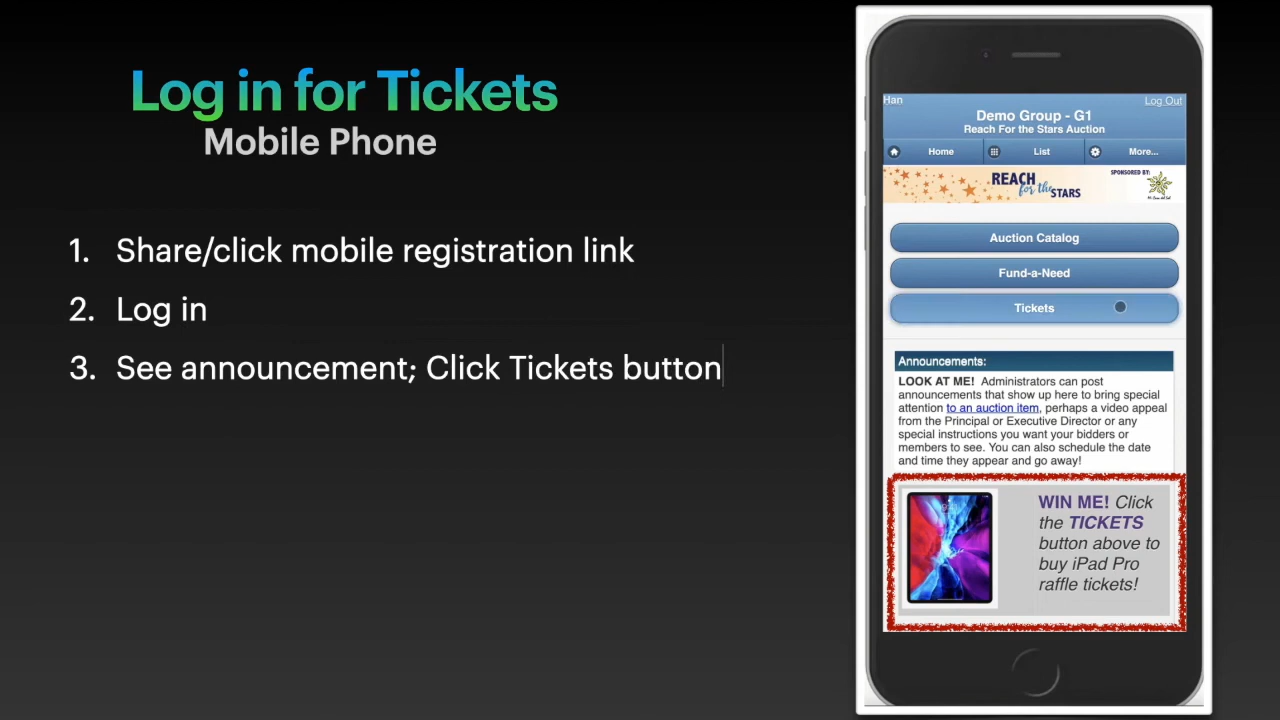 Log in for Tickets
Mobile Phone
1. Share/click mobile registration link
2. Log in
3. See announcement; Click Tickets button
Han
Log Out
Demo Group - G1
Reach For the Stars Auction
Home
List
More...
REACH
for the
STARS
SPONSORED BY:
Auction Catalog
Fund-a-Need
Tickets
Announcements:
LOOK AT ME! Administrators can post
announcements that show up here to bring special
attention to an auction item, perhaps a video appeal
from the Principal or Executive Director or any
special instructions you want your bidders or
members to see. You can also schedule the date
and time they appear and go away!
WIN ME! Click
the TICKETS
button above to
buy iPad Pro
raffle tickets!